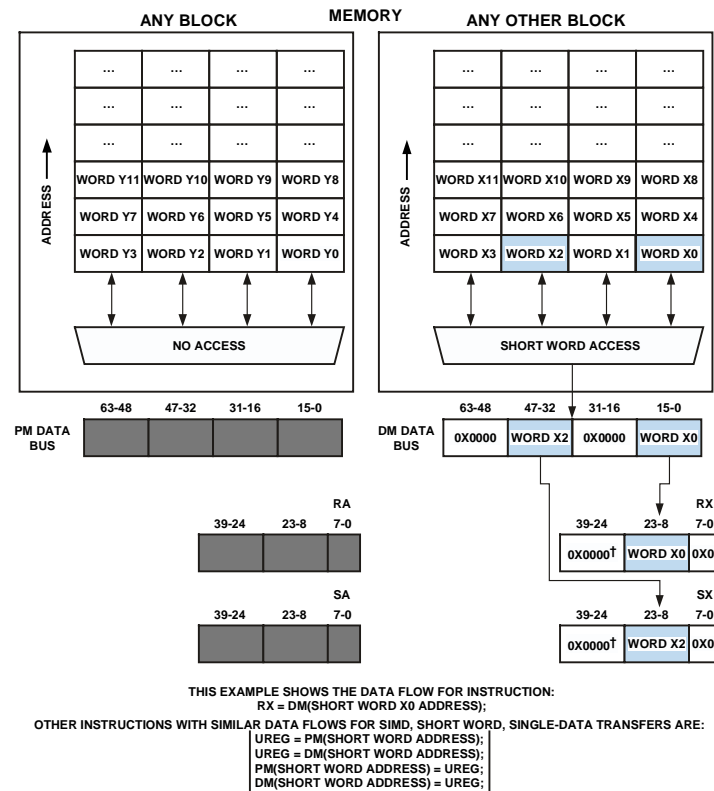 MEMORY
ANY BLOCK
ANY OTHER BLOCK
... ... ... ...
... ... ... ...
... ... ... ...
WORD Y11 WORD Y10 WORD Y9 WORD Y8
WORD Y7 WORD Y6 WORD Y5 WORD Y4
WORD Y3 WORD Y2 WORD Y1 WORD Y0
ADDRESS
NO ACCESS
... ... ... ...
... ... ... ...
... ... ... ...
WORD X11 WORD X10 WORD X9 WORD X8
WORD X7 WORD X6 WORD X5 WORD X4
WORD X3 WORD X2 WORD X1 WORD X0
ADDRESS
SHORT WORD ACCESS
63-48 47-32 31-16 15-0
PM DATA
BUS
63-48 47-32 31-16 15-0
DM DATA
BUS
0X0000 WORD X2 0X0000 WORD X0
RA
39-24 23-8 7-0
RX
39-24 23-8 7-0
0X0000† WORD X0 0X0
SA
39-24 23-8 7-0
SX
39-24 23-8 7-0
0X0000† WORD X2 0X0
THIS EXAMPLE SHOWS THE DATA FLOW FOR INSTRUCTION:
RX = DM(SHORT WORD X0 ADDRESS);
OTHER INSTRUCTIONS WITH SIMILAR DATA FLOWS FOR SIMD, SHORT WORD, SINGLE-DATA TRANSFERS ARE:
UREG = PM(SHORT WORD ADDRESS);
UREG = DM(SHORT WORD ADDRESS);
PM(SHORT WORD ADDRESS) = UREG;
DM(SHORT WORD ADDRESS) = UREG;